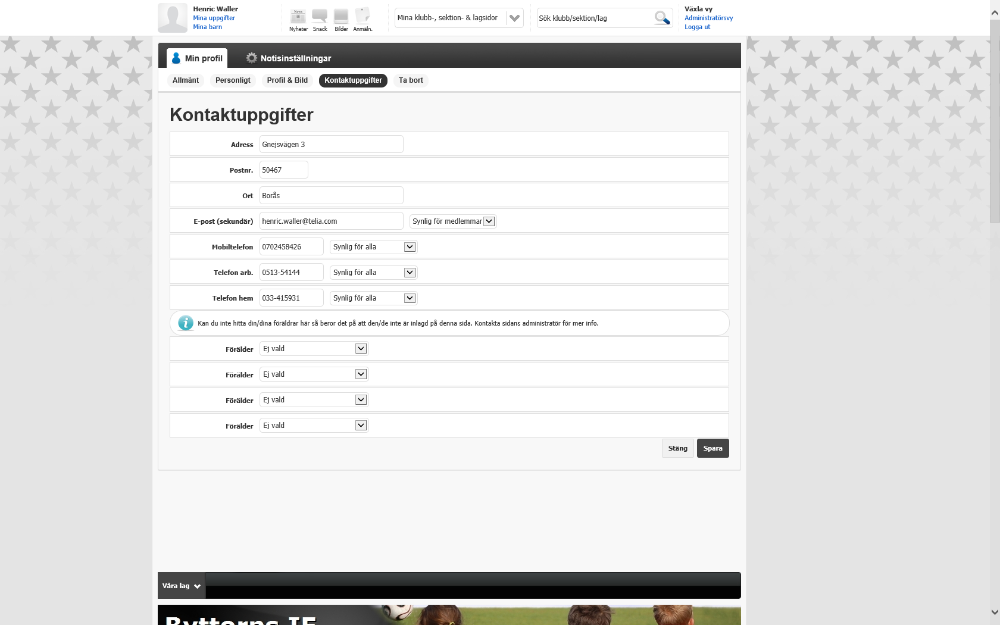 Henric Waller
Mina uppgifter
Mina barn
News
Nyheter Snack Bilder Anmäln.
Mina klubb-, sektion- & lagsidor
Sök klubb/sektion/lag
Växla vy
Administratörsvy
Logga ut
Min profil Notisinställningar
Allmänt Personligt Profil & Bild Kontaktuppgifter Ta bort
Kontaktuppgifter
Adress Gnejsvägen 3
Postnr. 50467
Ort Borås
E-post (sekundär) henric.waller@telia.com Synlig för medlemmar
Mobiltelefon 0702458426 Synlig för alla
Telefon arb. 0513-54144 Synlig för alla
Telefon hem 033-415931 Synlig för alla
Kan du inte hitta din/dina föräldrar här så beror det på att den/de inte är inlagd på denna sida. Kontakta sidans administratör för mer info.
Förälder Ej vald
Förälder Ej vald
Förälder Ej vald
Förälder Ej vald
Stäng Spara
Våra lag
Byttorps IF